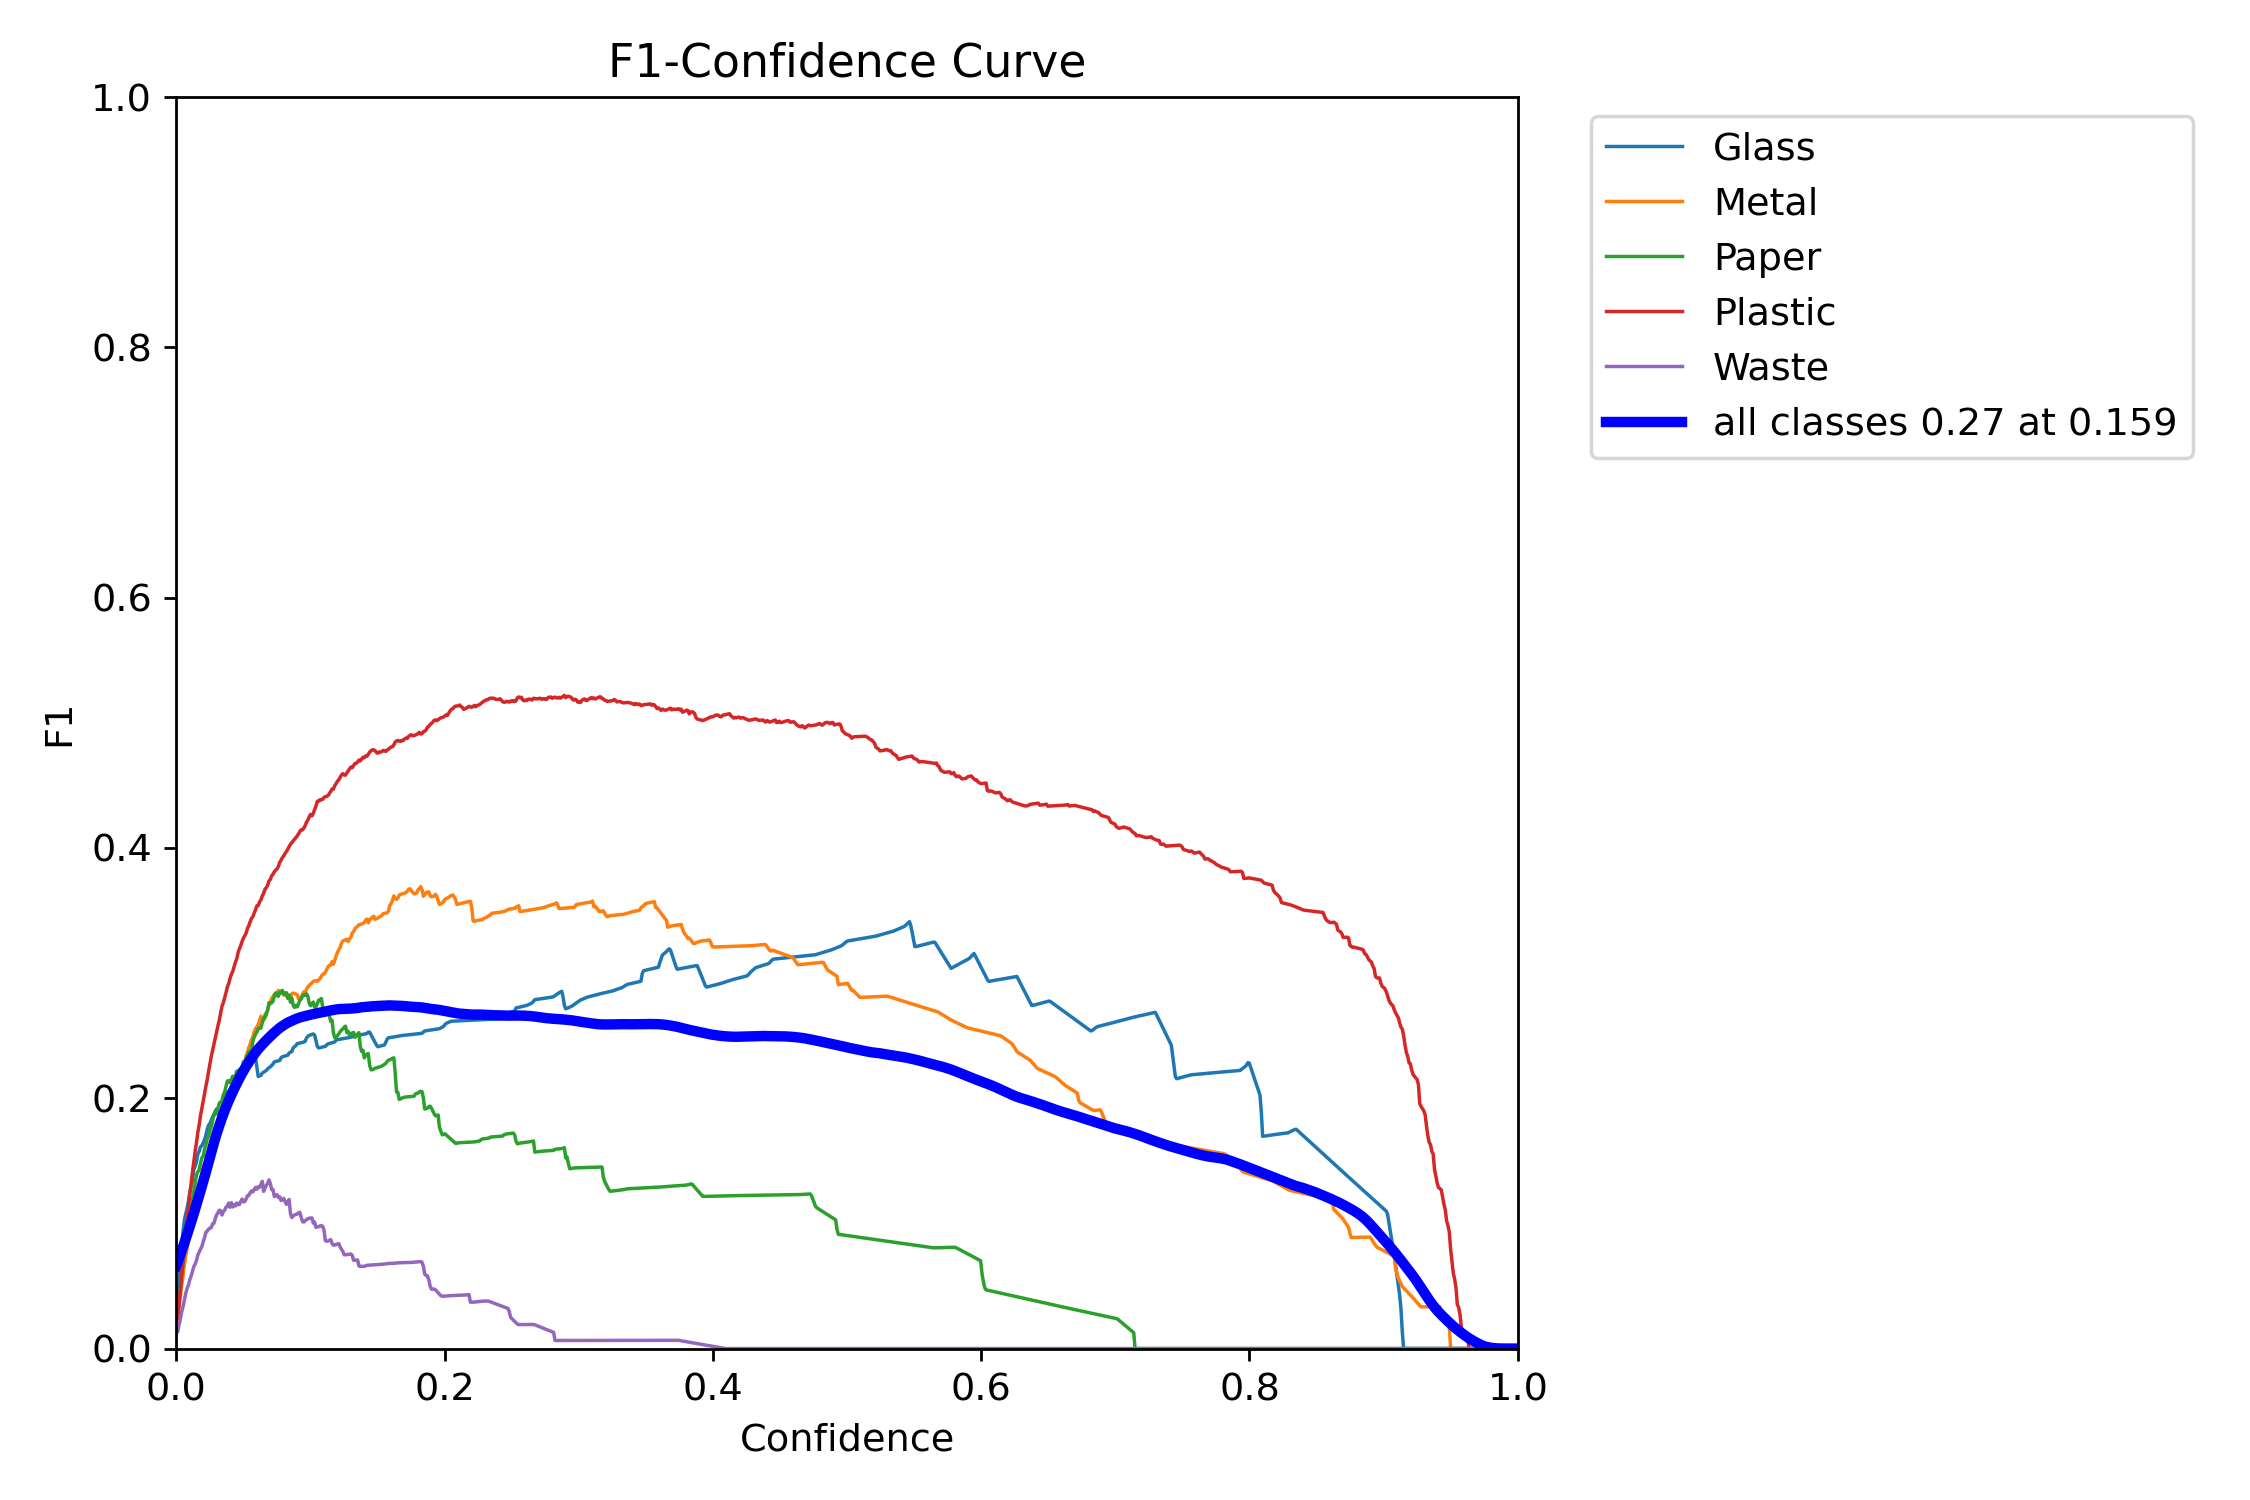 F1-Confidence Curve
1.0
0.8
0.6
0.4
0.2
0.0
F1
0.0 0.2 0.4 0.6 0.8 1.0
Confidence
Glass
Metal
Paper
Plastic
Waste
all classes 0.27 at 0.159